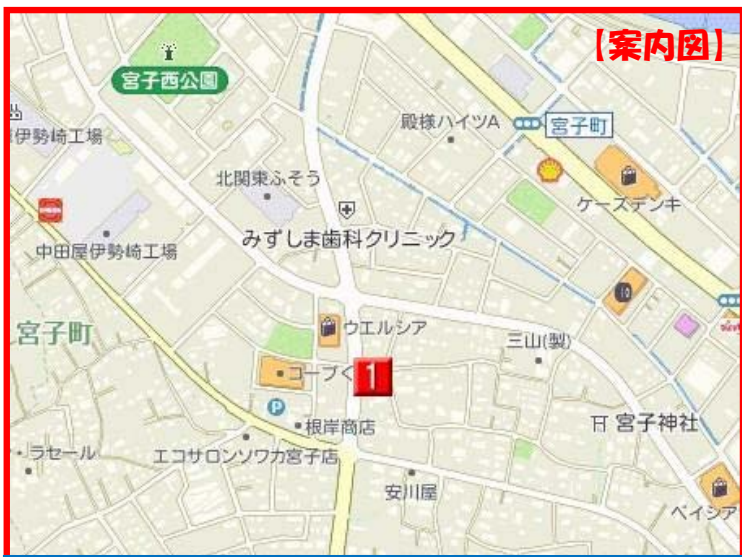 【案内図】
宮子西公園
伊勢崎工場
殿様ハイツA
宮子町
北関東ふそう
ケーズデンキ
みずしま歯科クリニック
中田屋伊勢崎工場
宮子町
ウエルシア
三山(製)
コープぐ
1
P
根岸商店
宮子神社
ラセール
エコサロンソワカ宮子店
安川屋
ベイシア